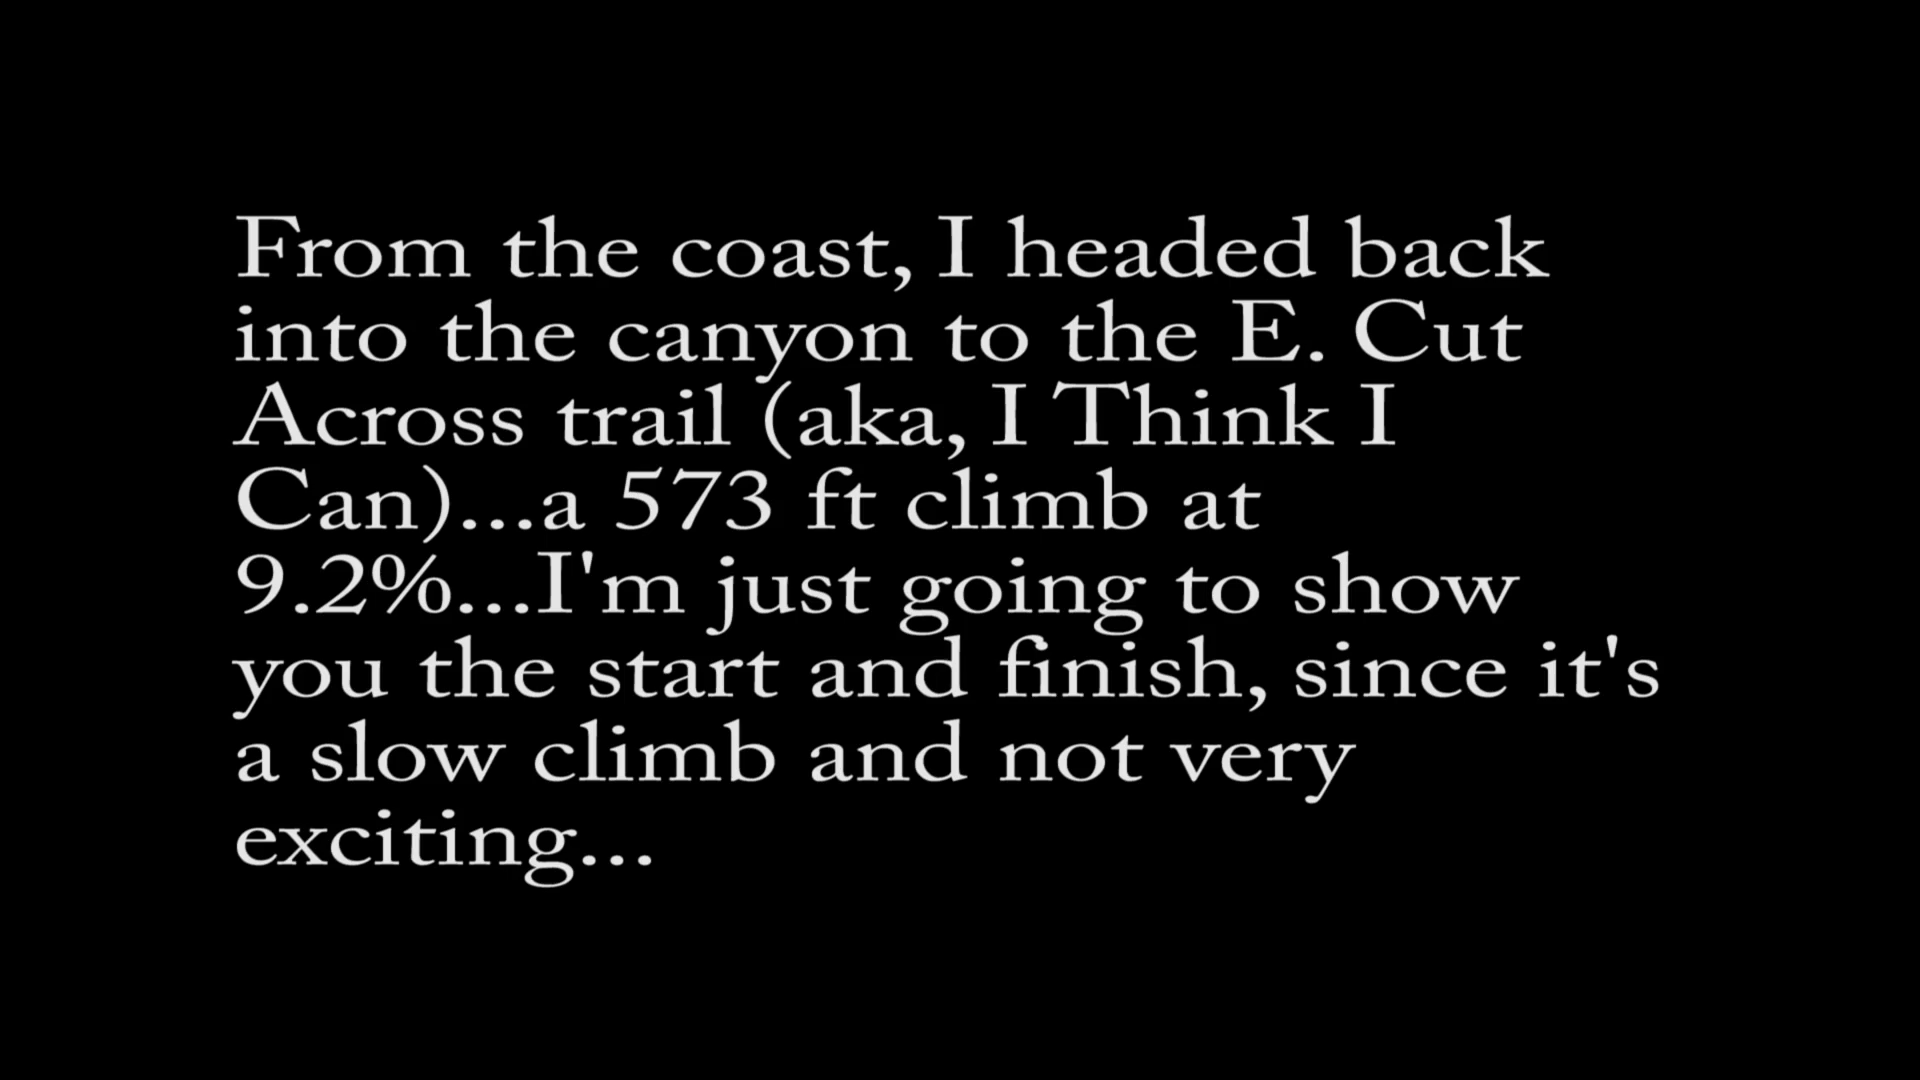 From the coast, I headed back
into the canyon to the E. Cut
Across trail (aka, I Think I
Can)...a 573 ft climb at
9.2%...I'm just going to show
you the start and finish, since it's
a slow climb and not very
exciting...